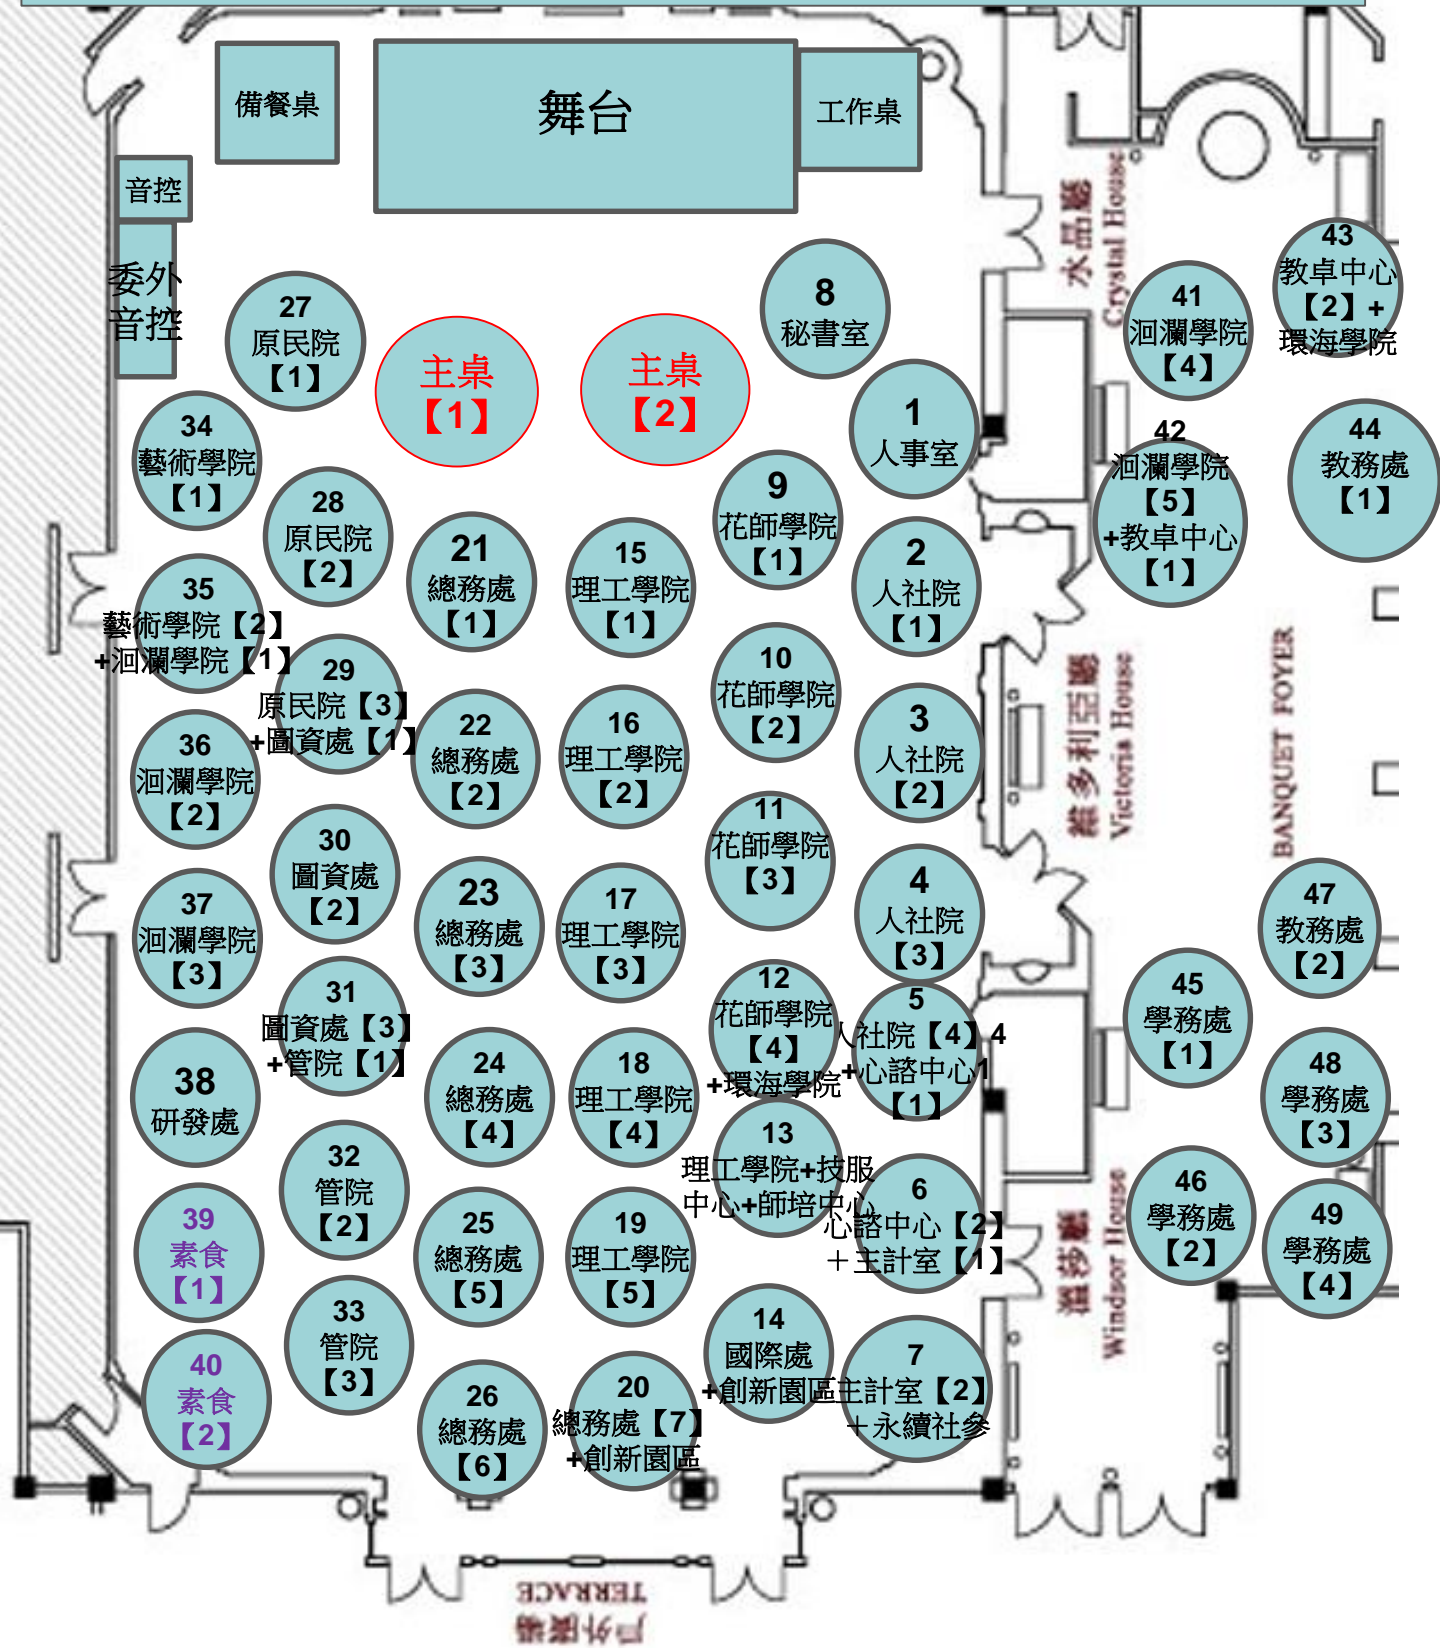 備餐桌
舞台
工作桌
音控
委外
音控
水晶廳
Crystal House
27
原民院
【1】
主桌
【1】
主桌
【2】
8
秘書室
41
洄瀾學院
【4】
43
教卓中心
【2】+
環海學院
34
藝術學院
【1】
28
原民院
【2】
21
總務處
【1】
15
理工學院
【1】
9
花師學院
【1】
1
人事室
2
人社院
【1】
42
洄瀾學院
【5】
+教卓中心
【1】
44
教務處
【1】
35
藝術學院【2】
+洄瀾學院【1】
29
原民院【3】
+圖資處【1】
22
總務處
【2】
16
理工學院
【2】
10
花師學院
【2】
3
人社院
【2】
維多利亞廳
Victoria House
BANQUET FOYER
36
洄瀾學院
【2】
30
圖資處
【2】
23
總務處
【3】
17
理工學院
【3】
11
花師學院
【3】
4
人社院
【3】
47
教務處
【2】
37
洄瀾學院
【3】
31
圖資處【3】
+管院【1】
24
總務處
【4】
18
理工學院
【4】
12
花師學院
【4】
+環海學院
5
人社院【4】4
+心諮中心1
【1】
45
學務處
【1】
48
學務處
【3】
38
研發處
32
管院
【2】
25
總務處
【5】
19
理工學院
【5】
13
理工學院+技服
中心+師培中心
6
心諮中心【2】
＋主計室【1】
46
學務處
【2】
49
學務處
【4】
溫莎廳
Windsor House
39
素食
【1】
33
管院
【3】
26
總務處
【6】
20
總務處【7】
+創新園區
14
國際處
+創新園區
7
主計室【2】
＋永續社參
40
素食
【2】
TERRACE
戶外廣場